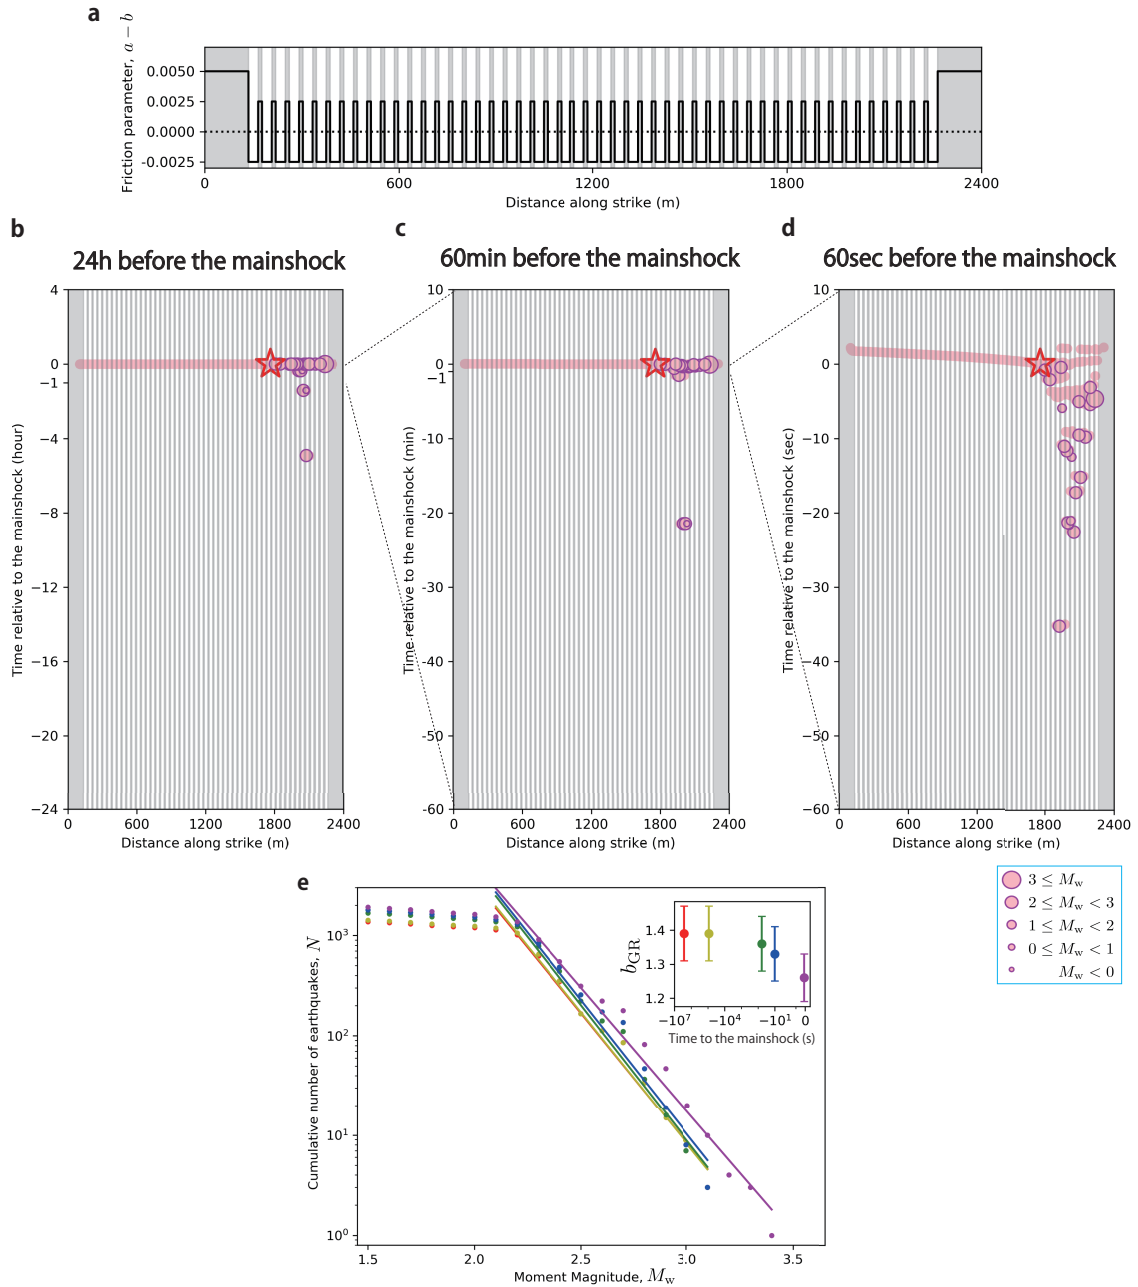 a
Friction parameter, a − b
0.0050
0.0025
0.0000
-0.0025
0 600 1200 1800 2400
Distance along strike (m)
b
24h before the mainshock
Time relative to the mainshock (hour)
4
0
−1
−4
−8
−12
−16
−20
−24
0 600 1200 1800 2400
Distance along strike (m)
c
60min before the mainshock
Time relative to the mainshock (min)
10
0
−1
-10
-20
-30
-40
-50
-60
0 600 1200 1800 2400
Distance along strike (m)
d
60sec before the mainshock
Time relative to the mainshock (sec)
10
0
−10
−20
−30
−40
−50
−60
0 600 1200 1800 2400
Distance along strike (m)
3 ≤ Mw
2 ≤ Mw < 3
1 ≤ Mw < 2
0 ≤ Mw < 1
Mw < 0
e
Cumulative number of earthquakes, N
10³
10²
10¹
10⁰
1.5 2.0 2.5 3.0 3.5
Moment Magnitude, Mw
bGR
1.4
1.3
1.2
−10⁷ −10⁴ −10¹ 0
Time to the mainshock (s)